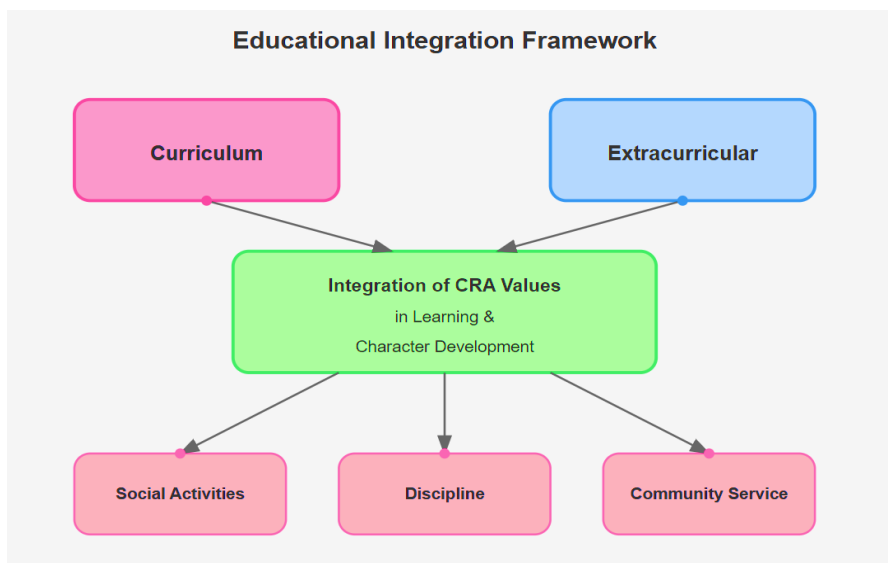 Educational Integration Framework
Curriculum
Extracurricular
Integration of CRA Values
in Learning &
Character Development
Social Activities
Discipline
Community Service